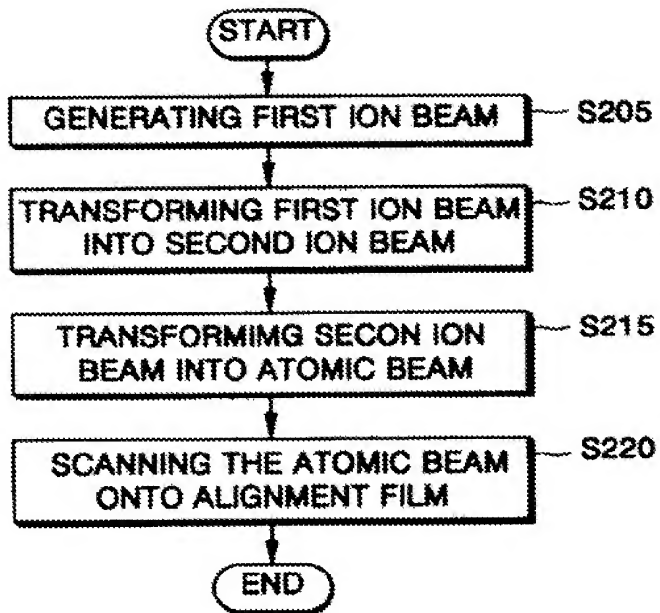 START
GENERATING FIRST ION BEAM
S205
TRANSFORMING FIRST ION BEAM
INTO SECOND ION BEAM
S210
TRANSFORMIMG SECON ION
BEAM INTO ATOMIC BEAM
S215
SCANNING THE ATOMIC BEAM
ONTO ALIGNMENT FILM
S220
END